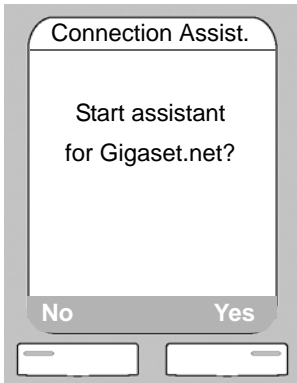 Connection Assist.
Start assistant
for Gigaset.net?
No Yes